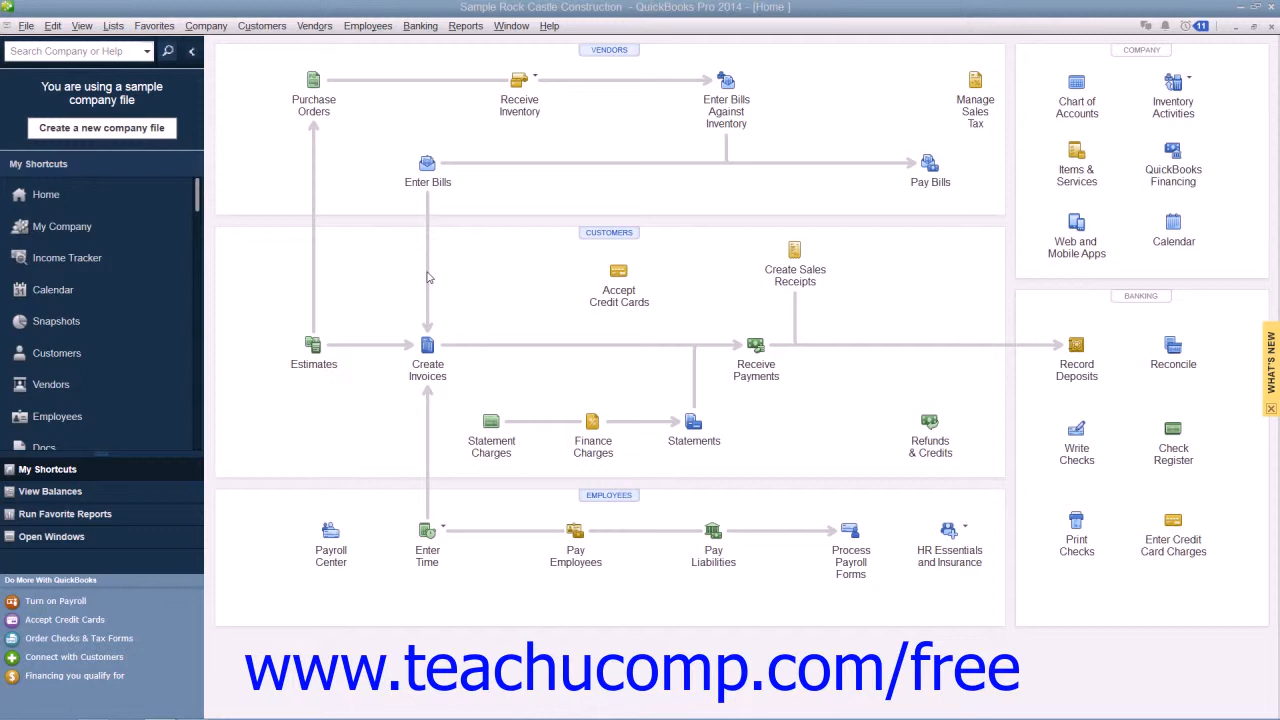 Sample Rock Castle Construction - QuickBooks Pro 2014 - [Home ]
File Edit View Lists Favorites Company Customers Vendors Employees Banking Reports Window Help
11
Search Company or Help
You are using a sample
company file
Create a new company file
My Shortcuts
Home
My Company
Income Tracker
Calendar
Snapshots
Customers
Vendors
Employees
Docs
My Shortcuts
View Balances
Run Favorite Reports
Open Windows
Do More With QuickBooks
Turn on Payroll
Accept Credit Cards
Order Checks & Tax Forms
Connect with Customers
Financing you qualify for
VENDORS
Purchase
Orders
Receive
Inventory
Enter Bills
Against
Inventory
Manage
Sales
Tax
Enter Bills
Pay Bills
CUSTOMERS
Accept
Credit Cards
Create Sales
Receipts
Estimates
Create
Invoices
Receive
Payments
Statement
Charges
Finance
Charges
Statements
Refunds
& Credits
EMPLOYEES
Payroll
Center
Enter
Time
Pay
Employees
Pay
Liabilities
Process
Payroll
Forms
HR Essentials
and Insurance
COMPANY
Chart of
Accounts
Inventory
Activities
Items &
Services
QuickBooks
Financing
Web and
Mobile Apps
Calendar
BANKING
Record
Deposits
Reconcile
Write
Checks
Check
Register
Print
Checks
Enter Credit
Card Charges
WHAT'S NEW
www.teachucomp.com/free